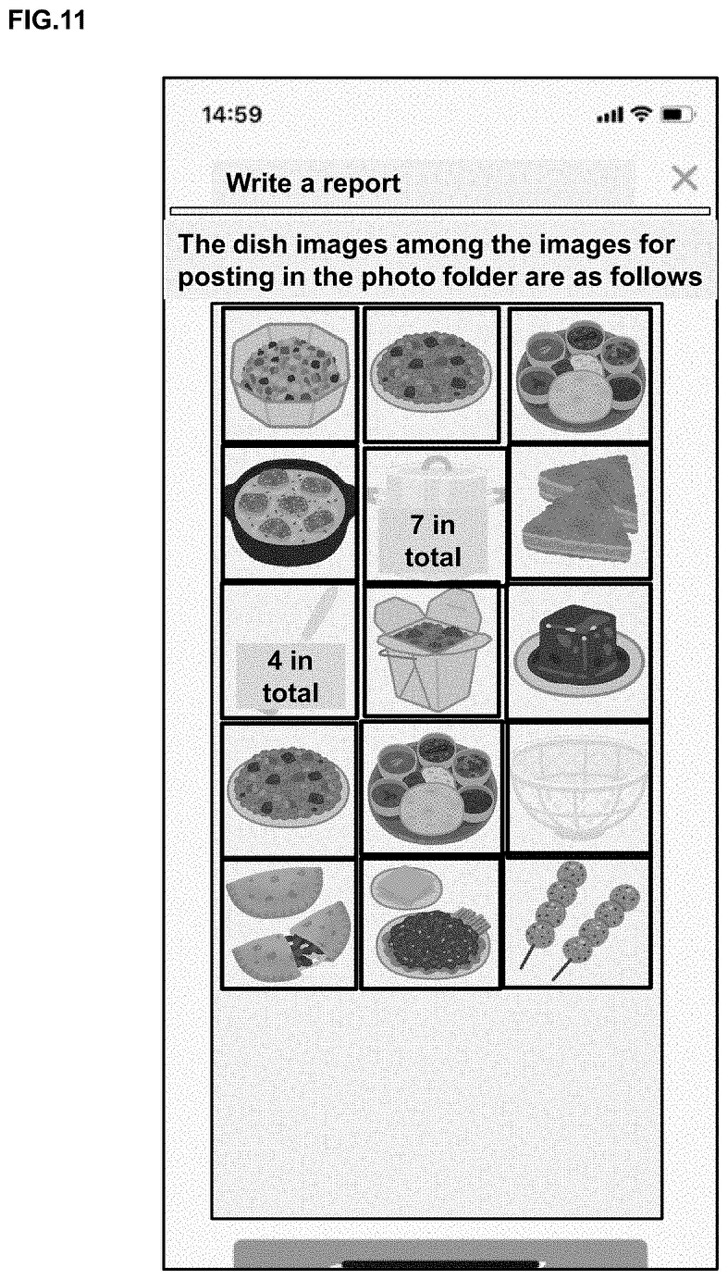 FIG.11
14:59
Write a report
The dish images among the images for
posting in the photo folder are as follows
7 in
total
4 in
total